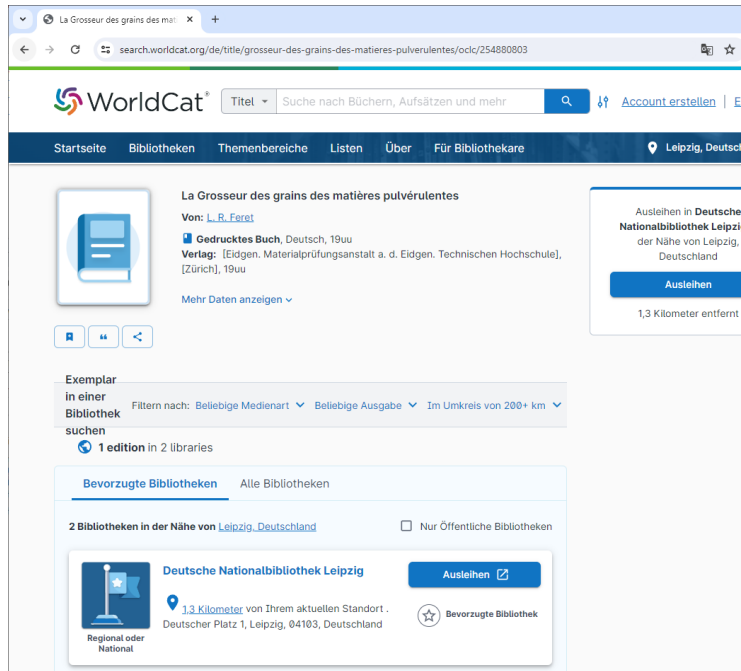 La Grosseur des grains des mat
search.worldcat.org/de/title/grosseur-des-grains-des-matieres-pulverulentes/oclc/254880803
WorldCat®
Titel
Suche nach Büchern, Aufsätzen und mehr
Account erstellen | E
Startseite Bibliotheken Themenbereiche Listen Über Für Bibliothekare
Leipzig, Deutsch
La Grosseur des grains des matières pulvérulentes
Von: L. R. Feret
Gedrucktes Buch, Deutsch, 19uu
Verlag: [Eidgen. Materialprüfungsanstalt a. d. Eidgen. Technischen Hochschule],
[Zürich], 19uu
Mehr Daten anzeigen
Ausleihen in Deutsche
Nationalbibliothek Leipzi
der Nähe von Leipzig,
Deutschland
Ausleihen
1,3 Kilometer entfernt
Exemplar
in einer
Bibliothek
suchen
Filtern nach: Beliebige Medienart Beliebige Ausgabe Im Umkreis von 200+ km
1 edition in 2 libraries
Bevorzugte Bibliotheken Alle Bibliotheken
2 Bibliotheken in der Nähe von Leipzig, Deutschland
Nur Öffentliche Bibliotheken
Regional oder
National
Deutsche Nationalbibliothek Leipzig
1,3 Kilometer von Ihrem aktuellen Standort .
Deutscher Platz 1, Leipzig, 04103, Deutschland
Ausleihen
Bevorzugte Bibliothek